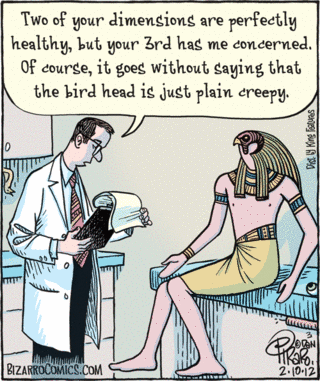 Two of your dimensions are perfectly
healthy, but your 3rd has me concerned.
Of course, it goes without saying that
the bird head is just plain creepy.
Dist. by King Features
BIZARROCOMICS.COM
©DAN
PIRARO.
2.10.12
3